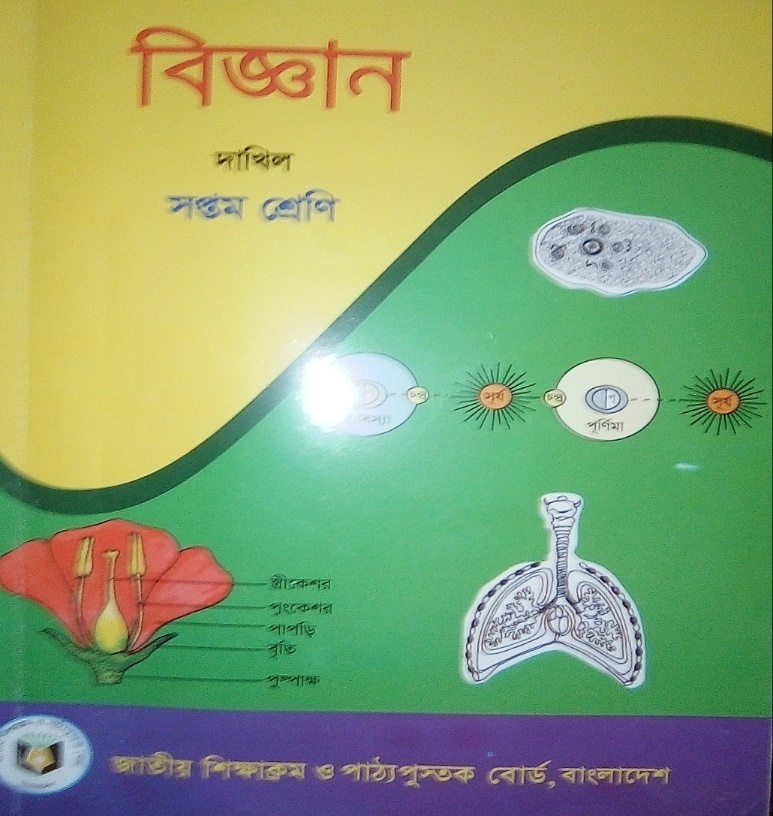 বিজ্ঞান
দাখিল
সপ্তম শ্রেণি
চন্দ্র
সূর্য
চন্দ্র
পূর্ণিমা
সূর্য
স্ত্রীকেশর
পুংকেশর
পাপড়ি
বৃতি
পুষ্পাক্ষ
জাতীয় শিক্ষাক্রম ও পাঠ্যপুস্তক বোর্ড, বাংলাদেশ